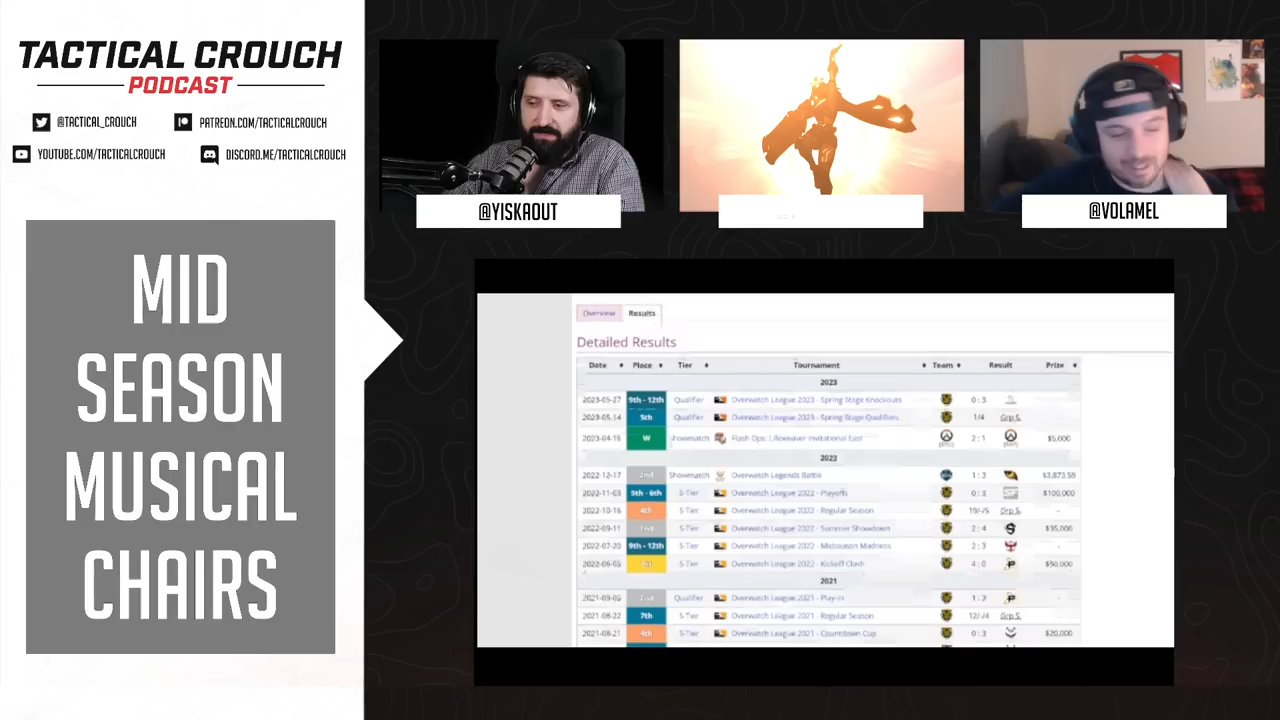 TACTICAL CROUCH
PODCAST
@TACTICAL_CROUCH
PATREON.COM/TACTICALCROUCH
YOUTUBE.COM/TACTICALCROUCH
DISCORD.ME/TACTICALCROUCH
MID
SEASON
MUSICAL
CHAIRS
@YISKAOUT
@VOLAMEL
Overview Results
Detailed Results
Date Place Tier Tournament Team Result Prize
2023
2023-05-27 9th - 12th Qualifier Overwatch League 2023 - Spring Stage Knockouts 0 : 3
2023-05-14 5th Qualifier Overwatch League 2023 - Spring Stage Qualifiers 1/4 Grp S.
2023-04-15 W Showmatch Flash Ops: Lifeweaver Invitational East 2 : 1 $5,000
2022
2022-12-17 2nd Showmatch Overwatch Legends Battle 1 : 3 $3,873.59
2022-11-03 5th - 6th S-Tier Overwatch League 2022 - Playoffs 0 : 3 $100,000
2022-10-16 4th S-Tier Overwatch League 2022 - Regular Season Grp S. -
2022-09-11 2nd S-Tier Overwatch League 2022 - Summer Showdown 2 : 4 $35,000
2022-07-20 9th - 12th S-Tier Overwatch League 2022 - Midseason Madness 2 : 3 -
2022-06-05 1st S-Tier Overwatch League 2022 - Kickoff Clash 4 : 0 $50,000
2021
2021-09-05 2nd Qualifier Overwatch League 2021 - Play-In 1 : 3 -
2021-08-22 7th S-Tier Overwatch League 2021 - Regular Season Grp S. -
2021-08-21 4th S-Tier Overwatch League 2021 - Countdown Cup 0 : 3 $20,000